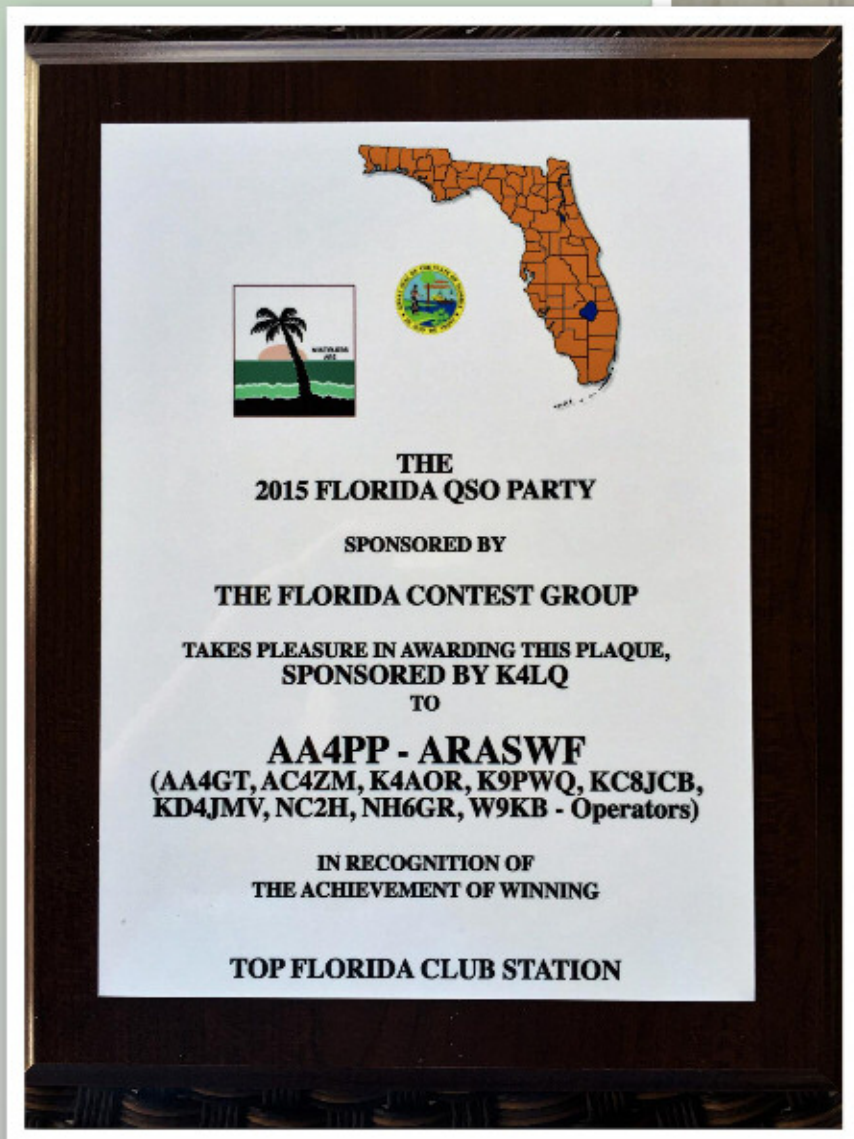 THE
2015 FLORIDA QSO PARTY
SPONSORED BY
THE FLORIDA CONTEST GROUP
TAKES PLEASURE IN AWARDING THIS PLAQUE,
SPONSORED BY K4LQ
TO
AA4PP - ARASWF
(AA4GT, AC4ZM, K4AOR, K9PWQ, KC8JCB,
KD4JMV, NC2H, NH6GR, W9KB - Operators)
IN RECOGNITION OF
THE ACHIEVEMENT OF WINNING
TOP FLORIDA CLUB STATION